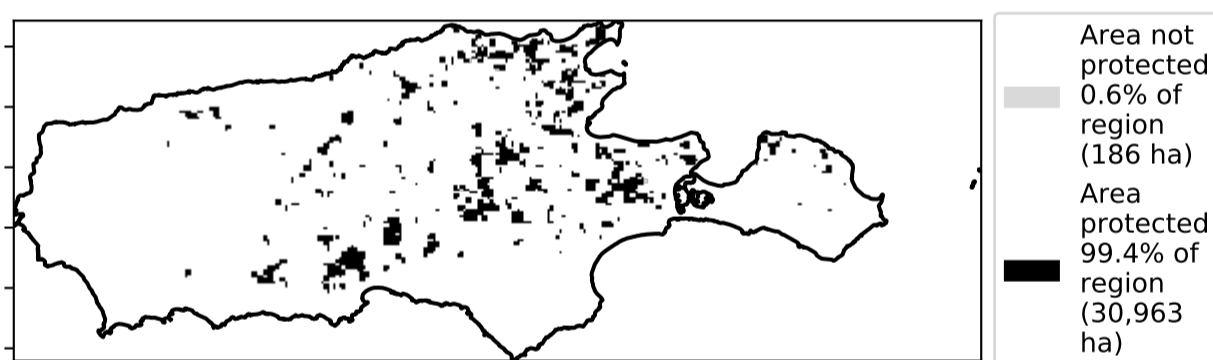 Area not
protected
0.6% of
region
(186 ha)
Area
protected
99.4% of
region
(30,963
ha)